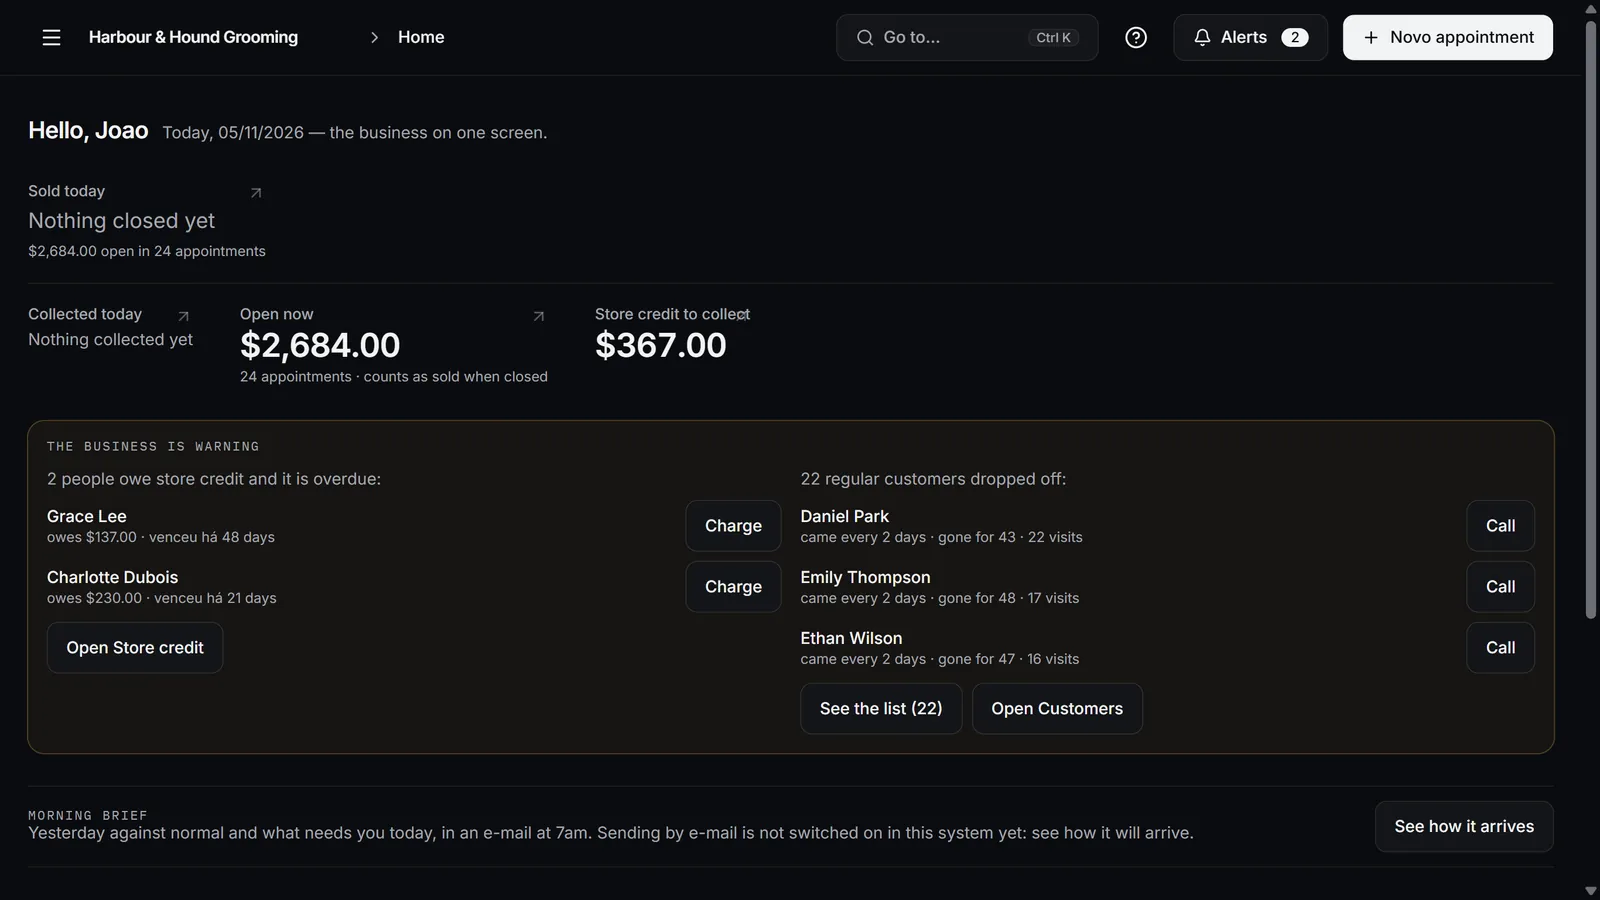 Harbour & Hound Grooming
Home
Go to...
Ctrl K
Alerts 2
Novo appointment
Hello, Joao
Today, 05/11/2026 — the business on one screen.
Sold today
Nothing closed yet
$2,684.00 open in 24 appointments
Collected today
Nothing collected yet
Open now
$2,684.00
24 appointments · counts as sold when closed
Store credit to collect
$367.00
THE BUSINESS IS WARNING
2 people owe store credit and it is overdue:
Grace Lee
owes $137.00 · venceu há 48 days
Charge
Charlotte Dubois
owes $230.00 · venceu há 21 days
Charge
Open Store credit
22 regular customers dropped off:
Daniel Park
came every 2 days · gone for 43 · 22 visits
Call
Emily Thompson
came every 2 days · gone for 48 · 17 visits
Call
Ethan Wilson
came every 2 days · gone for 47 · 16 visits
Call
See the list (22)
Open Customers
MORNING BRIEF
Yesterday against normal and what needs you today, in an e-mail at 7am. Sending by e-mail is not switched on in this system yet: see how it will arrive.
See how it arrives